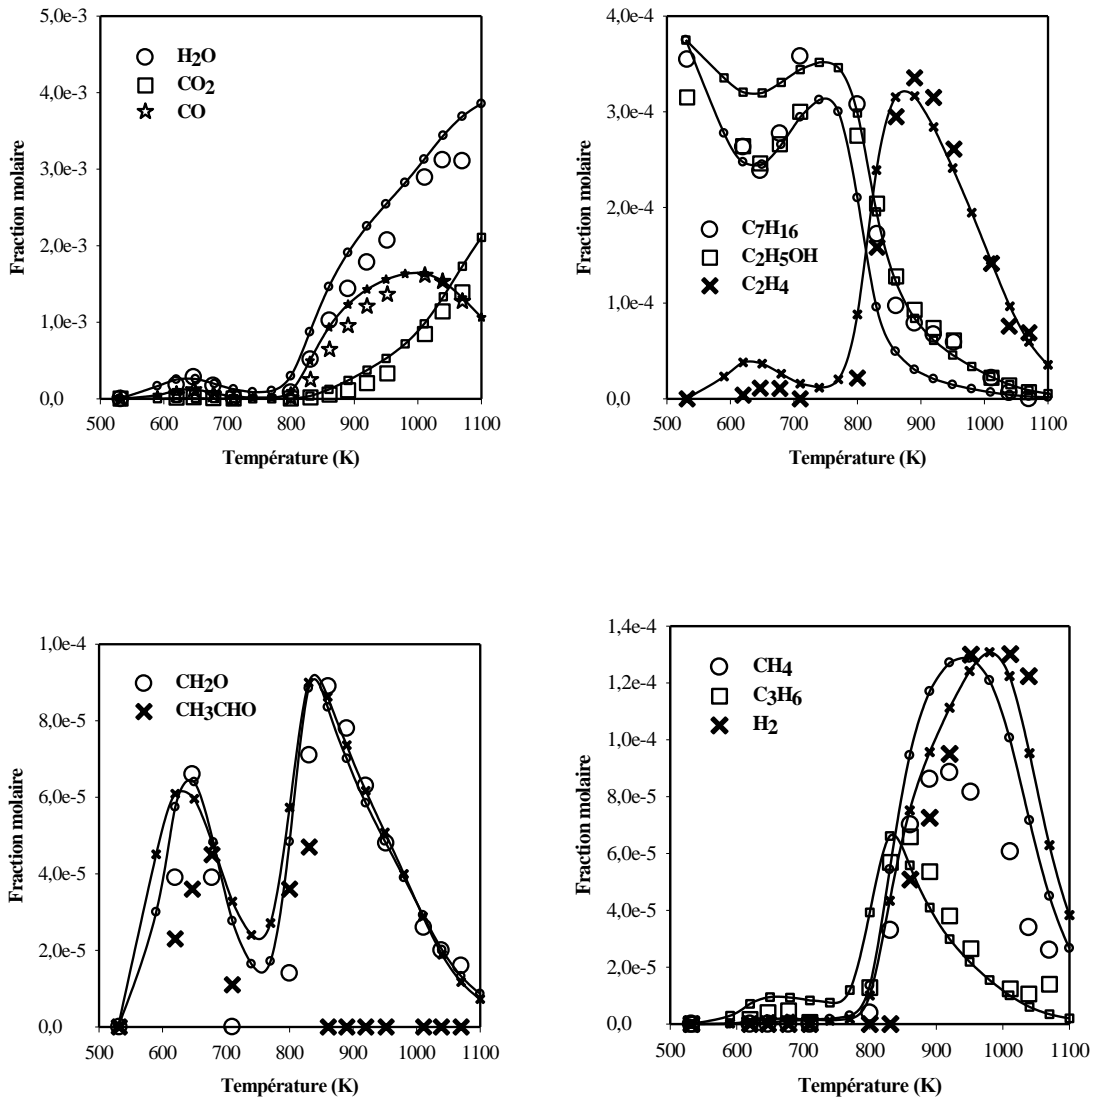 5,0e-3
4,0e-3
3,0e-3
2,0e-3
1,0e-3
0,0
H2O
CO2
CO
Fraction molaire
500 600 700 800 900 1000 1100
Température (K)
4,0e-4
3,0e-4
2,0e-4
1,0e-4
0,0
C7H16
C2H5OH
C2H4
Fraction molaire
500 600 700 800 900 1000 1100
Température (K)
1,0e-4
8,0e-5
6,0e-5
4,0e-5
2,0e-5
0,0
CH2O
CH3CHO
Fraction molaire
500 600 700 800 900 1000 1100
Température (K)
1,4e-4
1,2e-4
1,0e-4
8,0e-5
6,0e-5
4,0e-5
2,0e-5
0,0
CH4
C3H6
H2
Fraction molaire
500 600 700 800 900 1000 1100
Température (K)